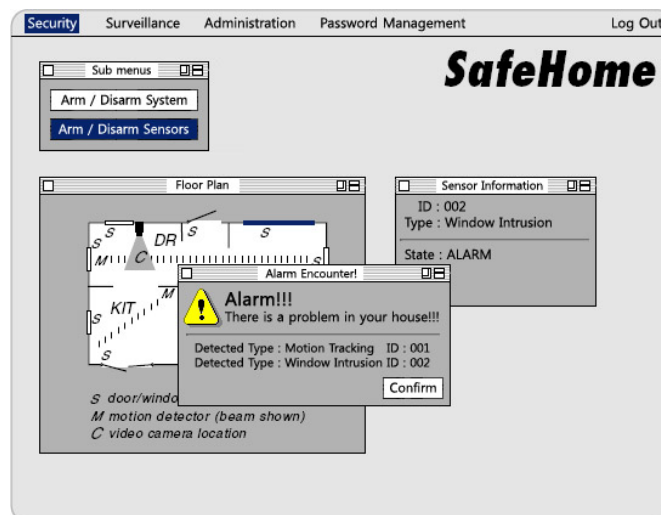 Security Surveillance Administration Password Management Log Out
SafeHome
Sub menus
Arm / Disarm System
Arm / Disarm Sensors
Floor Plan
S
S
S
S
DR
S
M
C
S
M
KIT
S
S
S door/windo
M motion detector (beam shown)
C video camera location
Sensor Information
ID : 002
Type : Window Intrusion
State : ALARM
Alarm Encounter!
Alarm!!!
There is a problem in your house!!!
Detected Type : Motion Tracking ID : 001
Detected Type : Window Intrusion ID : 002
Confirm